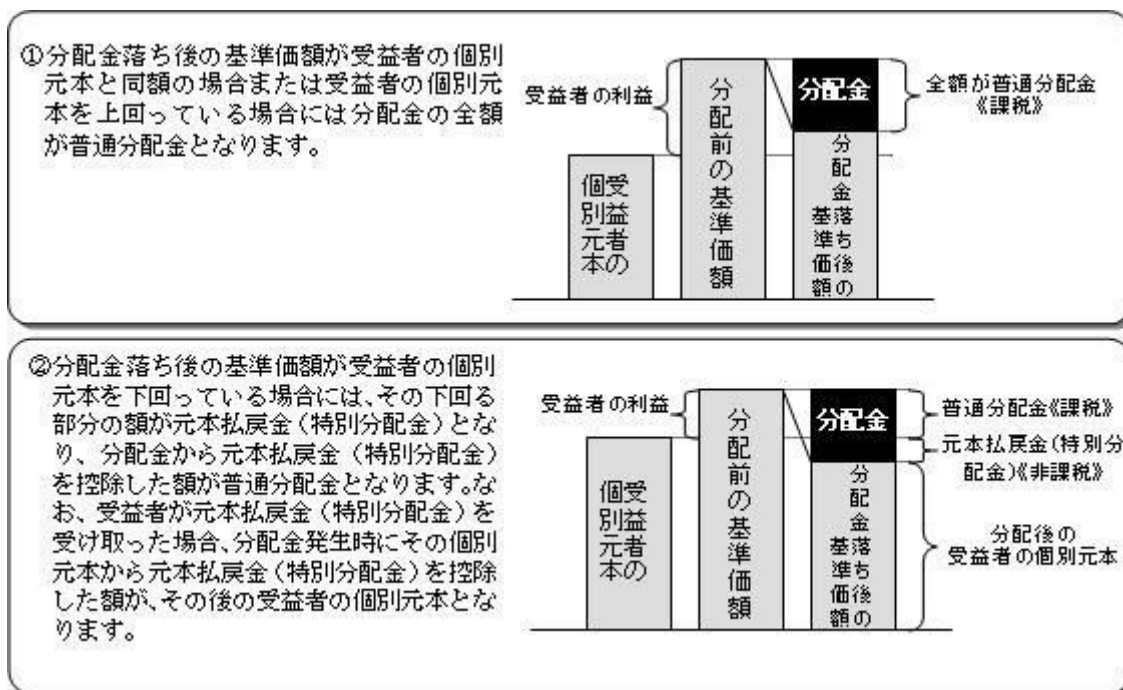 ①分配金落ち後の基準価額が受益者の個別
元本と同額の場合または受益者の個別元
本を上回っている場合には分配金の全額
が普通分配金となります。
受益者の利益
受益者の
個別元本
分配前の基準価額
分配金
分配金落ち後の
基準価額
全額が普通分配金
《課税》
②分配金落ち後の基準価額が受益者の個別
元本を下回っている場合には、その下回る
部分の額が元本払戻金(特別分配金)とな
り、分配金から元本払戻金(特別分配金)
を控除した額が普通分配金となります。な
お、受益者が元本払戻金(特別分配金)を
受け取った場合、分配金発生時にその個別
元本から元本払戻金(特別分配金)を控除
した額が、その後の受益者の個別元本とな
ります。
受益者の利益
受益者の
個別元本
分配前の基準価額
分配金
分配金落ち後の
基準価額
普通分配金《課税》
元本払戻金(特別分
配金)《非課税》
分配後の
受益者の個別元本